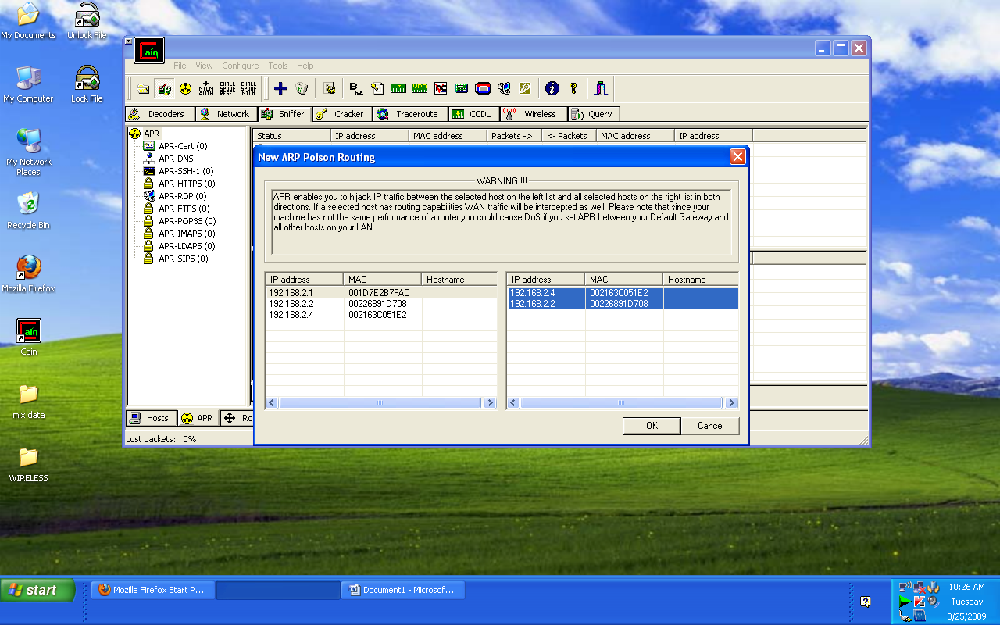 My Documents
Unlock File
My Computer
Lock File
My Network
Places
Recycle Bin
Mozilla Firefox
Cain
mix data
WIRELESS
File View Configure Tools Help
NTLM AUTH
CHALL SPOOF RESET
CHALL SPOOF NTLM
B 64
Decoders Network Sniffer Cracker Traceroute CCDU Wireless Query
APR
APR-Cert (0)
APR-DNS
APR-SSH-1 (0)
APR-HTTPS (0)
APR-RDP (0)
APR-FTPS (0)
APR-POP3S (0)
APR-IMAPS (0)
APR-LDAPS (0)
APR-SIPS (0)
Status IP address MAC address Packets -> <- Packets MAC address IP address
New ARP Poison Routing
WARNING !!!
APR enables you to hijack IP traffic between the selected host on the left list and all selected hosts on the right list in both
directions. If a selected host has routing capabilities WAN traffic will be intercepted as well. Please note that since your
machine has not the same performance of a router you could cause DoS if you set APR between your Default Gateway and
all other hosts on your LAN.
IP address MAC Hostname
192.168.2.1 001D7E2B7FAC
192.168.2.2 00226891D708
192.168.2.4 002163C051E2
IP address MAC Hostname
192.168.2.4 002163C051E2
192.168.2.2 00226891D708
OK Cancel
Hosts APR Ro
Lost packets: 0%
start
Mozilla Firefox Start P...
Document1 - Microsof...
10:26 AM
Tuesday
8/25/2009